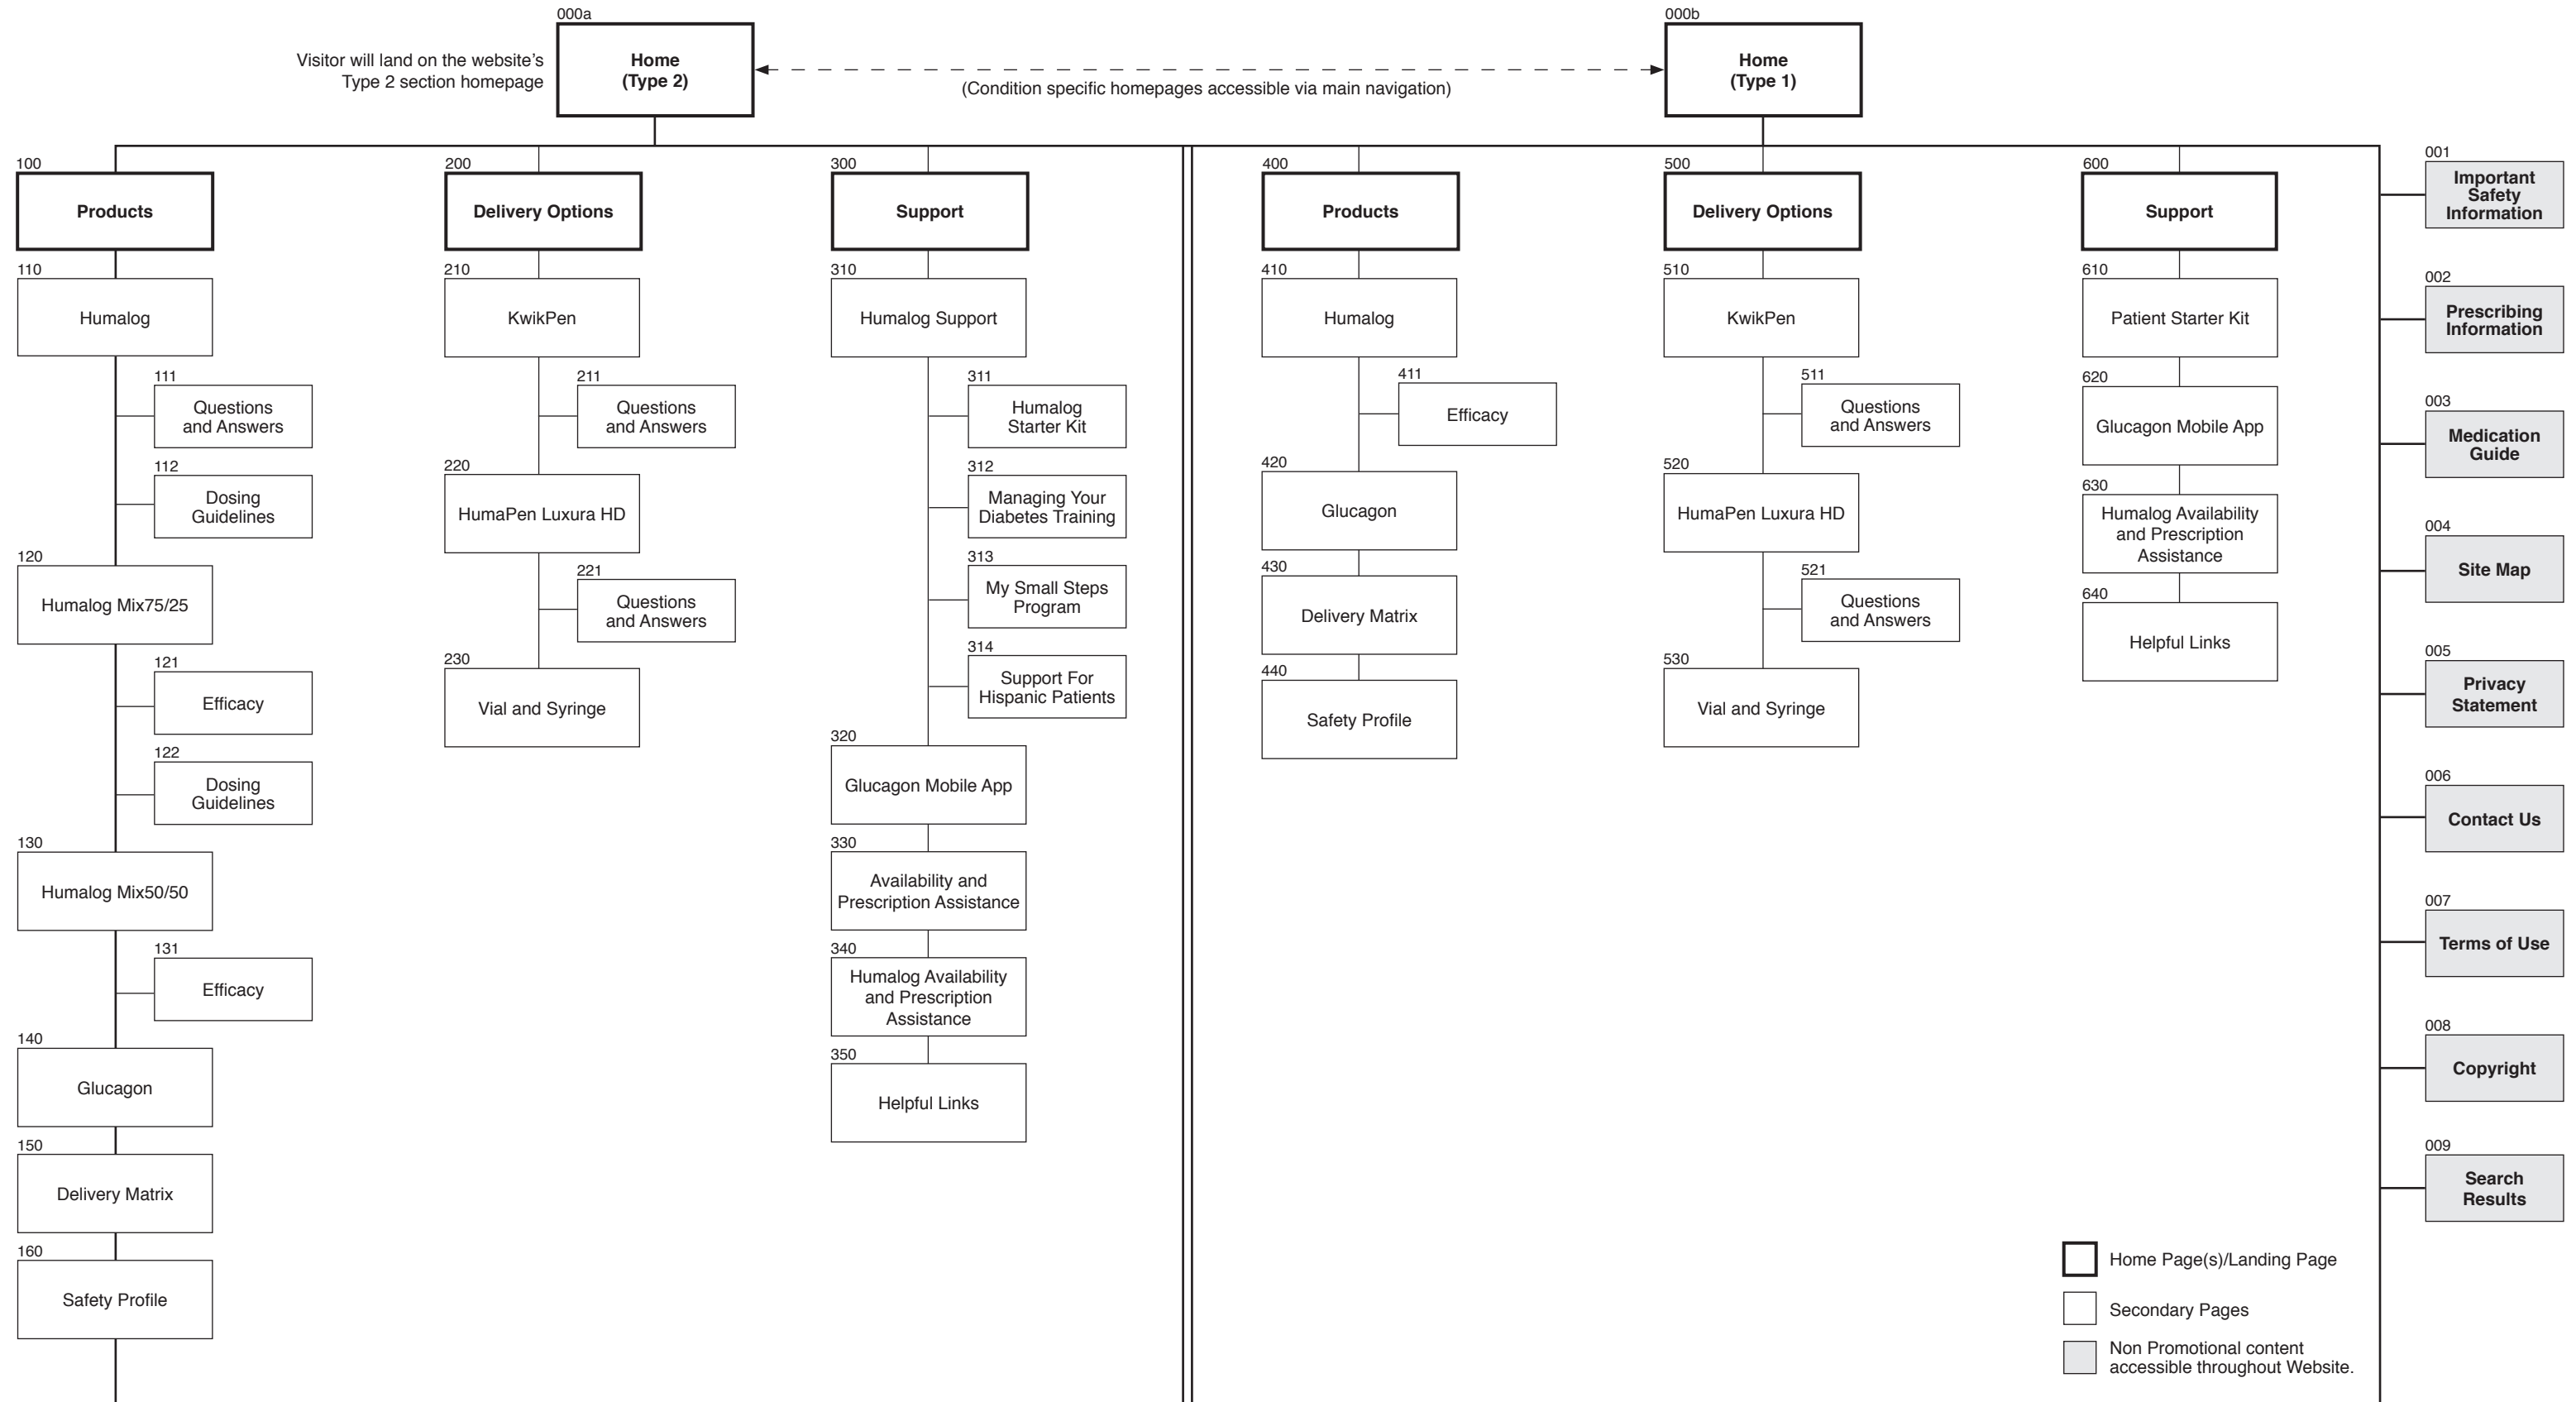 000a
Visitor will land on the website’s
Type 2 section homepage
Home
(Type 2)
(Condition specific homepages accessible via main navigation)
000b
Home
(Type 1)
100
Products
110
Humalog
111
Questions
and Answers
112
Dosing
Guidelines
120
Humalog Mix75/25
121
Efficacy
122
Dosing
Guidelines
130
Humalog Mix50/50
131
Efficacy
140
Glucagon
150
Delivery Matrix
160
Safety Profile
200
Delivery Options
210
KwikPen
211
Questions
and Answers
220
HumaPen Luxura HD
221
Questions
and Answers
230
Vial and Syringe
300
Support
310
Humalog Support
311
Humalog
Starter Kit
312
Managing Your
Diabetes Training
313
My Small Steps
Program
314
Support For
Hispanic Patients
320
Glucagon Mobile App
330
Availability and
Prescription Assistance
340
Humalog Availability
and Prescription
Assistance
350
Helpful Links
400
Products
410
Humalog
411
Efficacy
420
Glucagon
430
Delivery Matrix
440
Safety Profile
500
Delivery Options
510
KwikPen
511
Questions
and Answers
520
HumaPen Luxura HD
521
Questions
and Answers
530
Vial and Syringe
600
Support
610
Patient Starter Kit
620
Glucagon Mobile App
630
Humalog Availability
and Prescription
Assistance
640
Helpful Links
001
Important
Safety
Information
002
Prescribing
Information
003
Medication
Guide
004
Site Map
005
Privacy
Statement
006
Contact Us
007
Terms of Use
008
Copyright
009
Search
Results
Home Page(s)/Landing Page
Secondary Pages
Non Promotional content
accessible throughout Website.